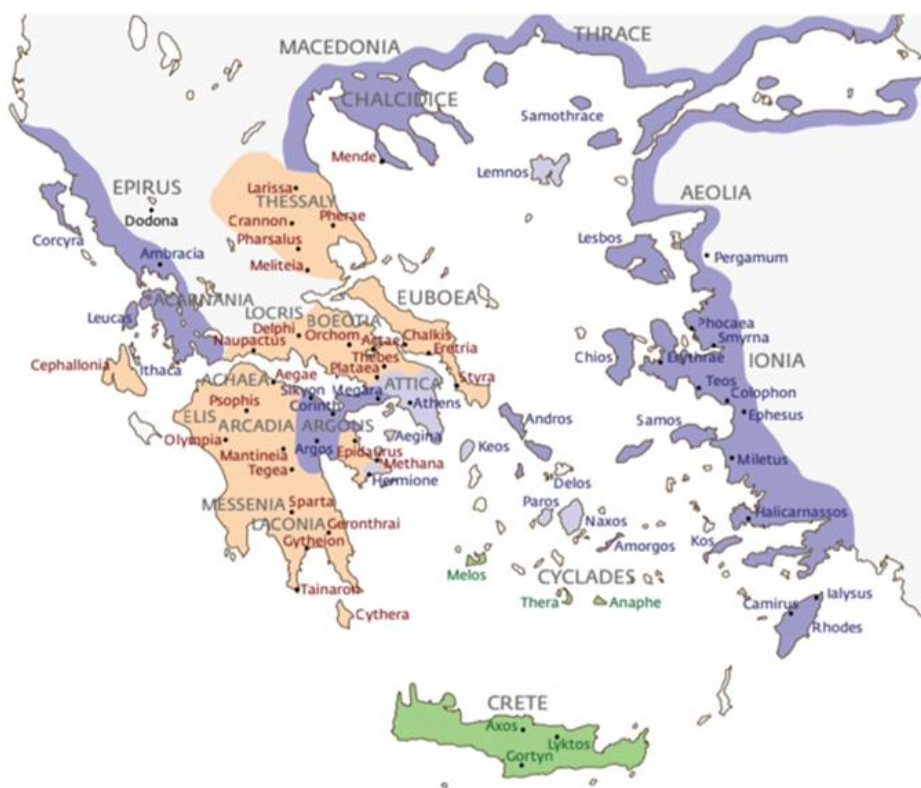 THRACE
MACEDONIA
CHALCIDICE
Samothrace
Mende
Lemnos
EPIRUS
Larissa
THESSALY
AEOLIA
Dodona
Crannon
Pherae
Corcyra
Pharsalus
Lesbos
Ambracia
Meliteia
Pergamum
EUBOEA
ACARNANIA
LOCRIS
Leucas
Delphi
BOEOTIA
Phocaea
Naupactus
Orchom
Actae
Chalkis
Smyrna
Thebes
Eretria
Chios
Erythrae
IONIA
Cephallonia
Ithaca
Plataea
ACHAEA
Aegae
ATTICA
Styra
Teos
Sikyon
Megara
Colophon
Psophis
Corinth
Athens
Ephesus
ELIS
ARCADIA
ARGOLIS
Andros
Samos
Olympia
Aegina
Keos
Mantineia
Argos
Epidaurus
Miletus
Tegea
Methana
Hermione
Delos
MESSENIA
Sparta
Paros
Halicarnassos
LACONIA
Geronthrai
Naxos
Gytheion
Amorgos
Kos
Melos
CYCLADES
Tainaron
Thera
Anaphe
Ialysus
Camirus
Cythera
Rhodes
CRETE
Axos
Lyktos
Gortyn